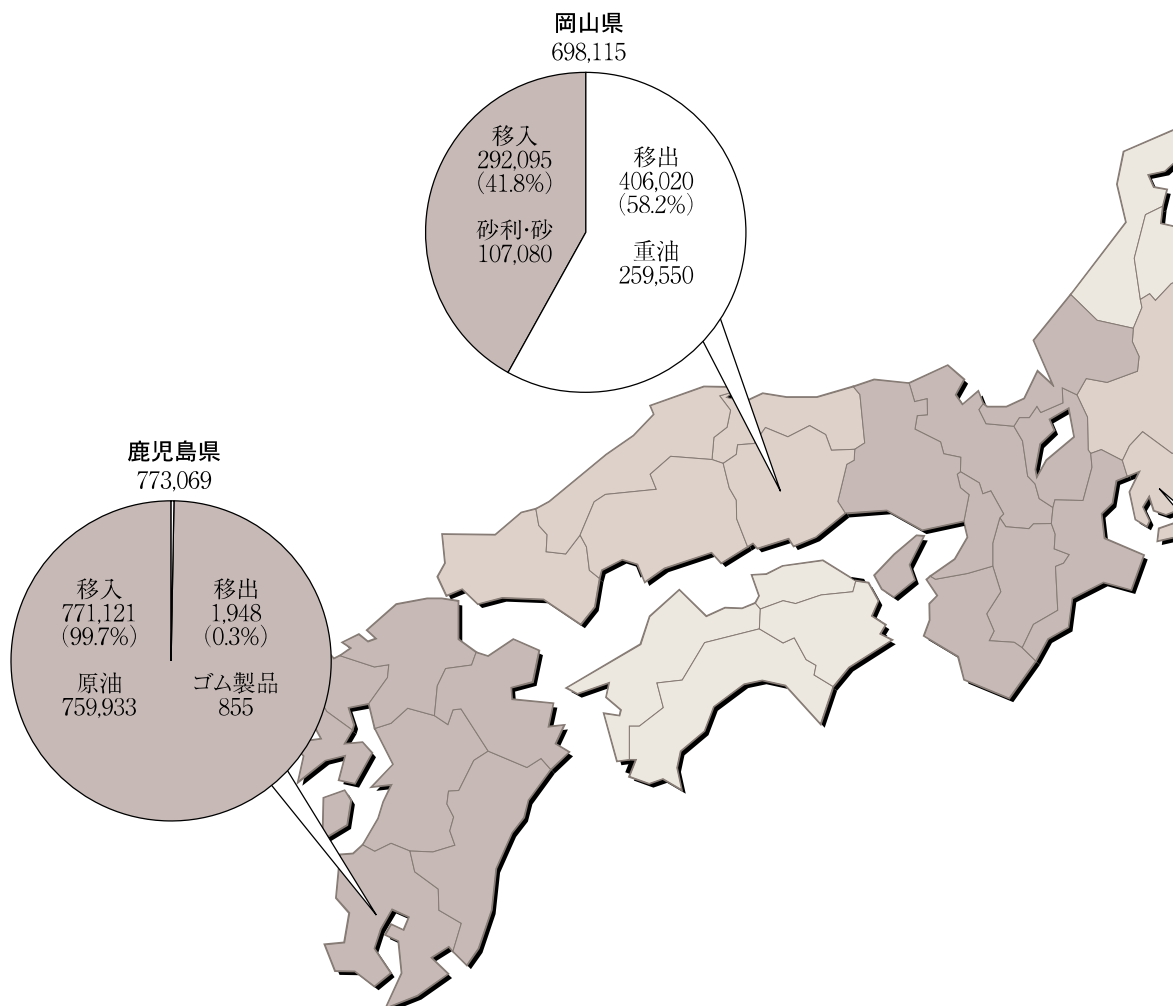 岡山県
698,115
移入
292,095
(41.8%)
砂利·砂
107,080
移出
406,020
(58.2%)
重油
259,550
鹿児島県
773,069
移入
771,121
(99.7%)
原油
759,933
移出
1,948
(0.3%)
ゴム製品
855